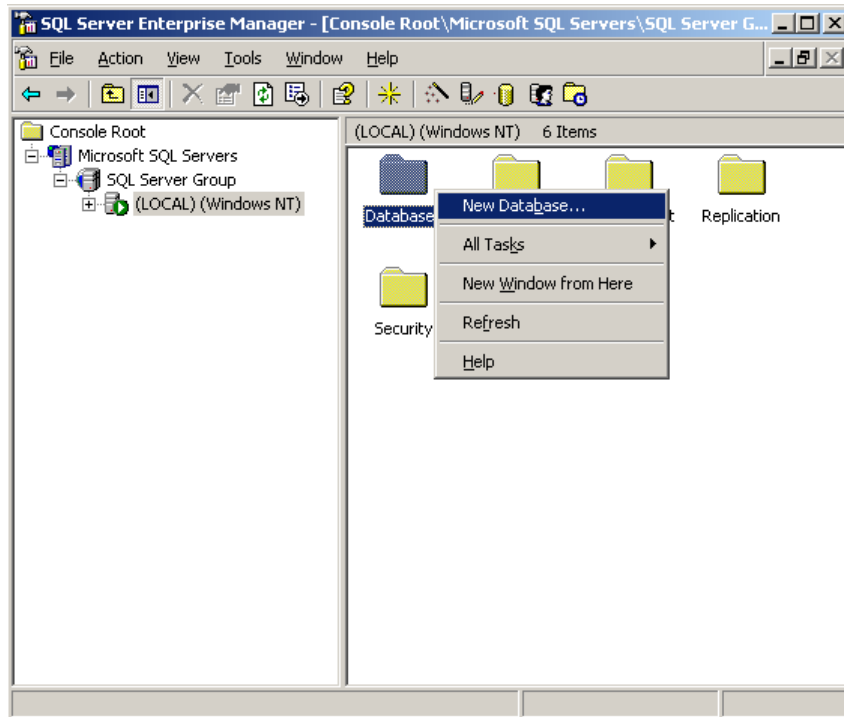 SQL Server Enterprise Manager - [Console Root\Microsoft SQL Servers\SQL Server G...
File Action View Tools Window Help
Console Root
Microsoft SQL Servers
SQL Server Group
(LOCAL) (Windows NT)
(LOCAL) (Windows NT) 6 Items
Database
t
Replication
Security
New Database...
All Tasks
New Window from Here
Refresh
Help